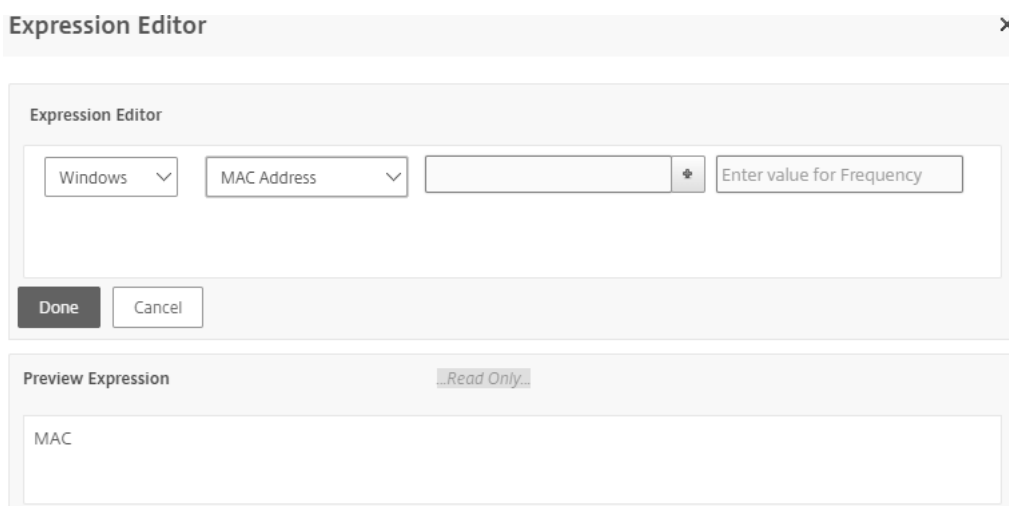 Expression Editor
Expression Editor
Windows MAC Address Enter value for Frequency
Done Cancel
Preview Expression ...Read Only...
MAC